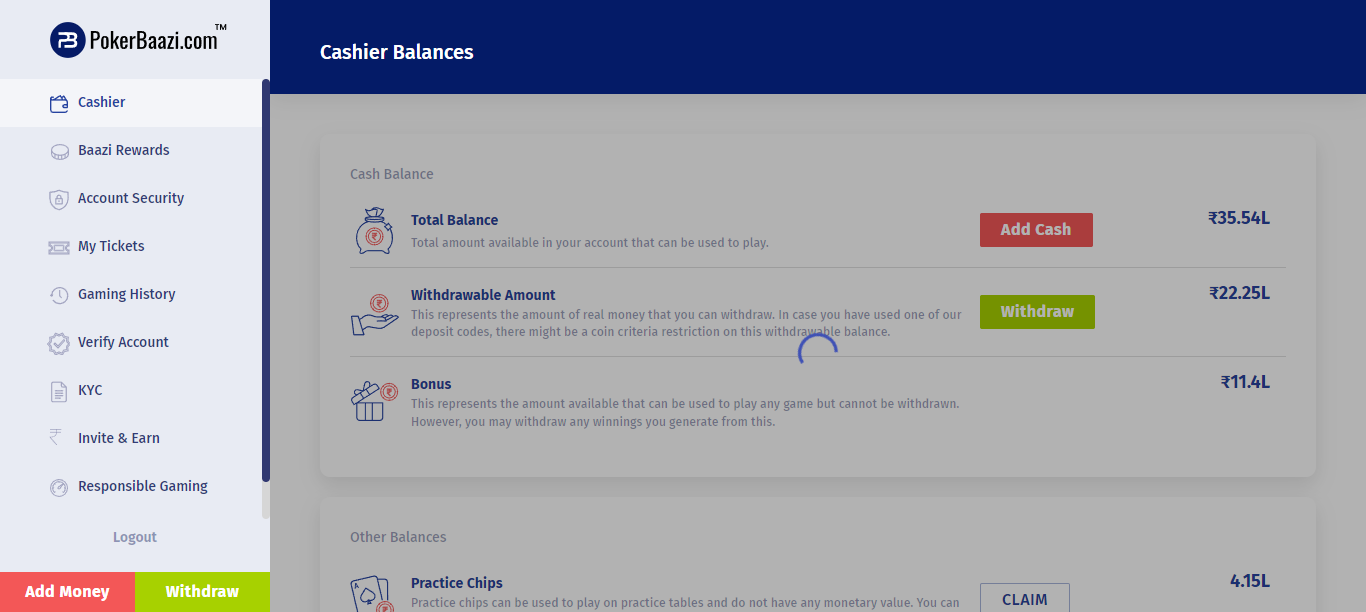 PokerBaazi.com™
Cashier
Baazi Rewards
Account Security
My Tickets
Gaming History
Verify Account
KYC
Invite & Earn
Responsible Gaming
Logout
Add Money
Withdraw
Cashier Balances
Cash Balance
Total Balance
Total amount available in your account that can be used to play.
Add Cash
₹35.54L
Withdrawable Amount
This represents the amount of real money that you can withdraw. In case you have used one of our
deposit codes, there might be a coin criteria restriction on this withdrawable balance.
Withdraw
₹22.25L
Bonus
This represents the amount available that can be used to play any game but cannot be withdrawn.
However, you may withdraw any winnings you generate from this.
₹11.4L
Other Balances
Practice Chips
Practice chips can be used to play on practice tables and do not have any monetary value. You can
CLAIM
4.15L